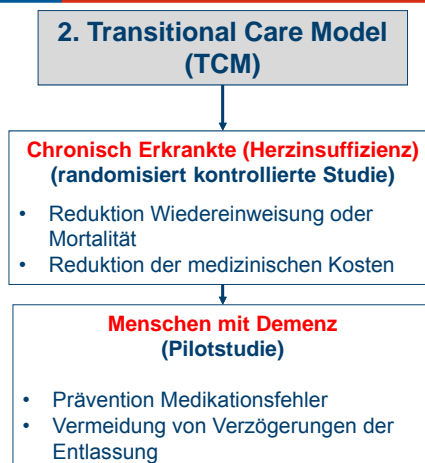 2. Transitional Care Model
(TCM)
Chronisch Erkrankte (Herzinsuffizienz)
(randomisiert kontrollierte Studie)
• Reduktion Wiedereinweisung oder
Mortalität
• Reduktion der medizinischen Kosten
Menschen mit Demenz
(Pilotstudie)
• Prävention Medikationsfehler
• Vermeidung von Verzögerungen der
Entlassung